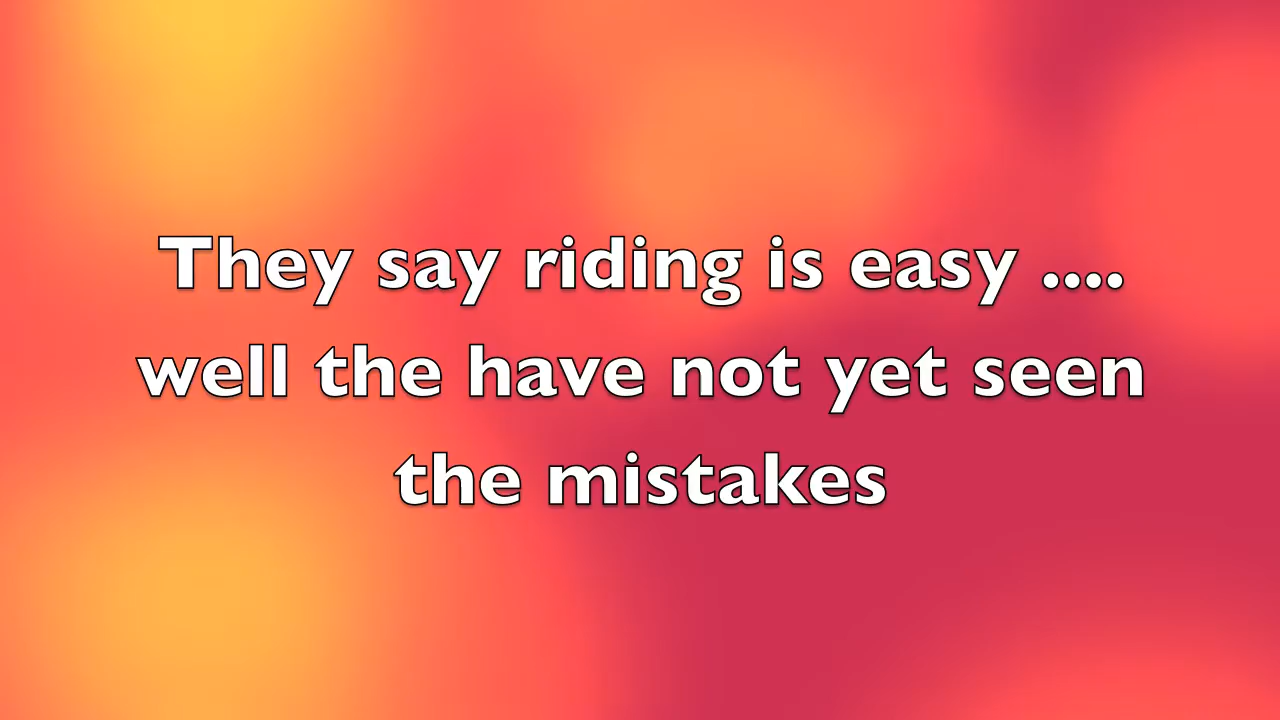 They say riding is easy ....
well the have not yet seen
the mistakes